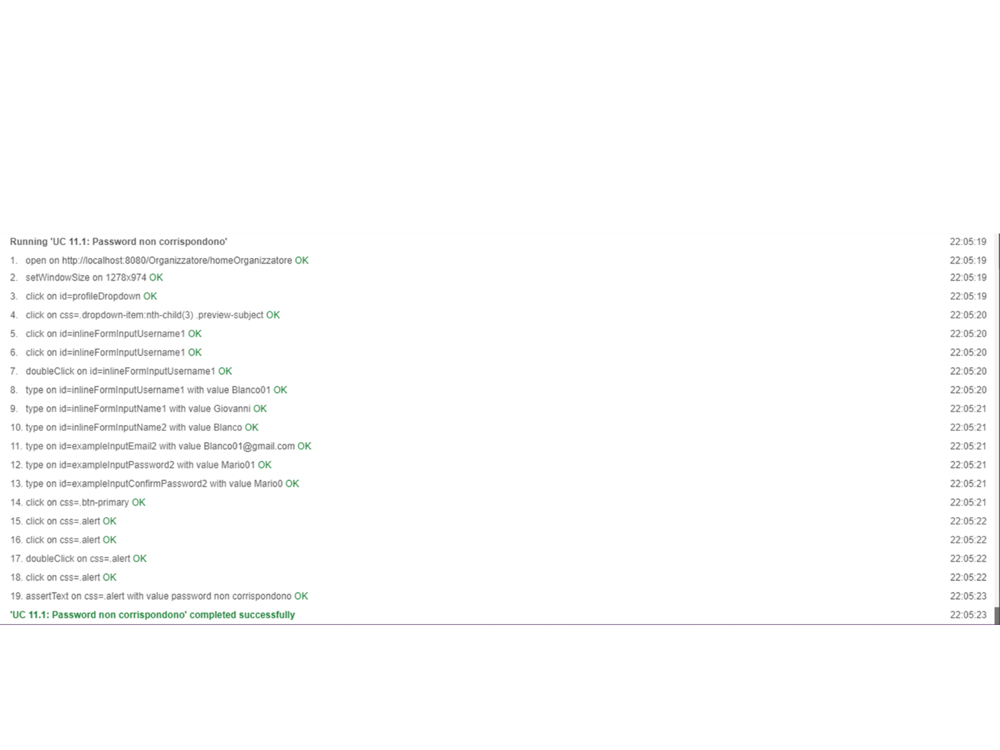 Running 'UC 11.1: Password non corrispondono' 22:05:19
1. open on http://localhost:8080/Organizzatore/homeOrganizzatore OK 22:05:19
2. setWindowSize on 1278x974 OK 22:05:19
3. click on id=profileDropdown OK 22:05:19
4. click on css=.dropdown-item:nth-child(3) .preview-subject OK 22:05:20
5. click on id=inlineFormInputUsername1 OK 22:05:20
6. click on id=inlineFormInputUsername1 OK 22:05:20
7. doubleClick on id=inlineFormInputUsername1 OK 22:05:20
8. type on id=inlineFormInputUsername1 with value Blanco01 OK 22:05:20
9. type on id=inlineFormInputName1 with value Giovanni OK 22:05:21
10. type on id=inlineFormInputName2 with value Blanco OK 22:05:21
11. type on id=exampleInputEmail2 with value Blanco01@gmail.com OK 22:05:21
12. type on id=exampleInputPassword2 with value Mario01 OK 22:05:21
13. type on id=exampleInputConfirmPassword2 with value Mario0 OK 22:05:21
14. click on css=.btn-primary OK 22:05:21
15. click on css=.alert OK 22:05:22
16. click on css=.alert OK 22:05:22
17. doubleClick on css=.alert OK 22:05:22
18. click on css=.alert OK 22:05:22
19. assertText on css=.alert with value password non corrispondono OK 22:05:23
'UC 11.1: Password non corrispondono' completed successfully 22:05:23